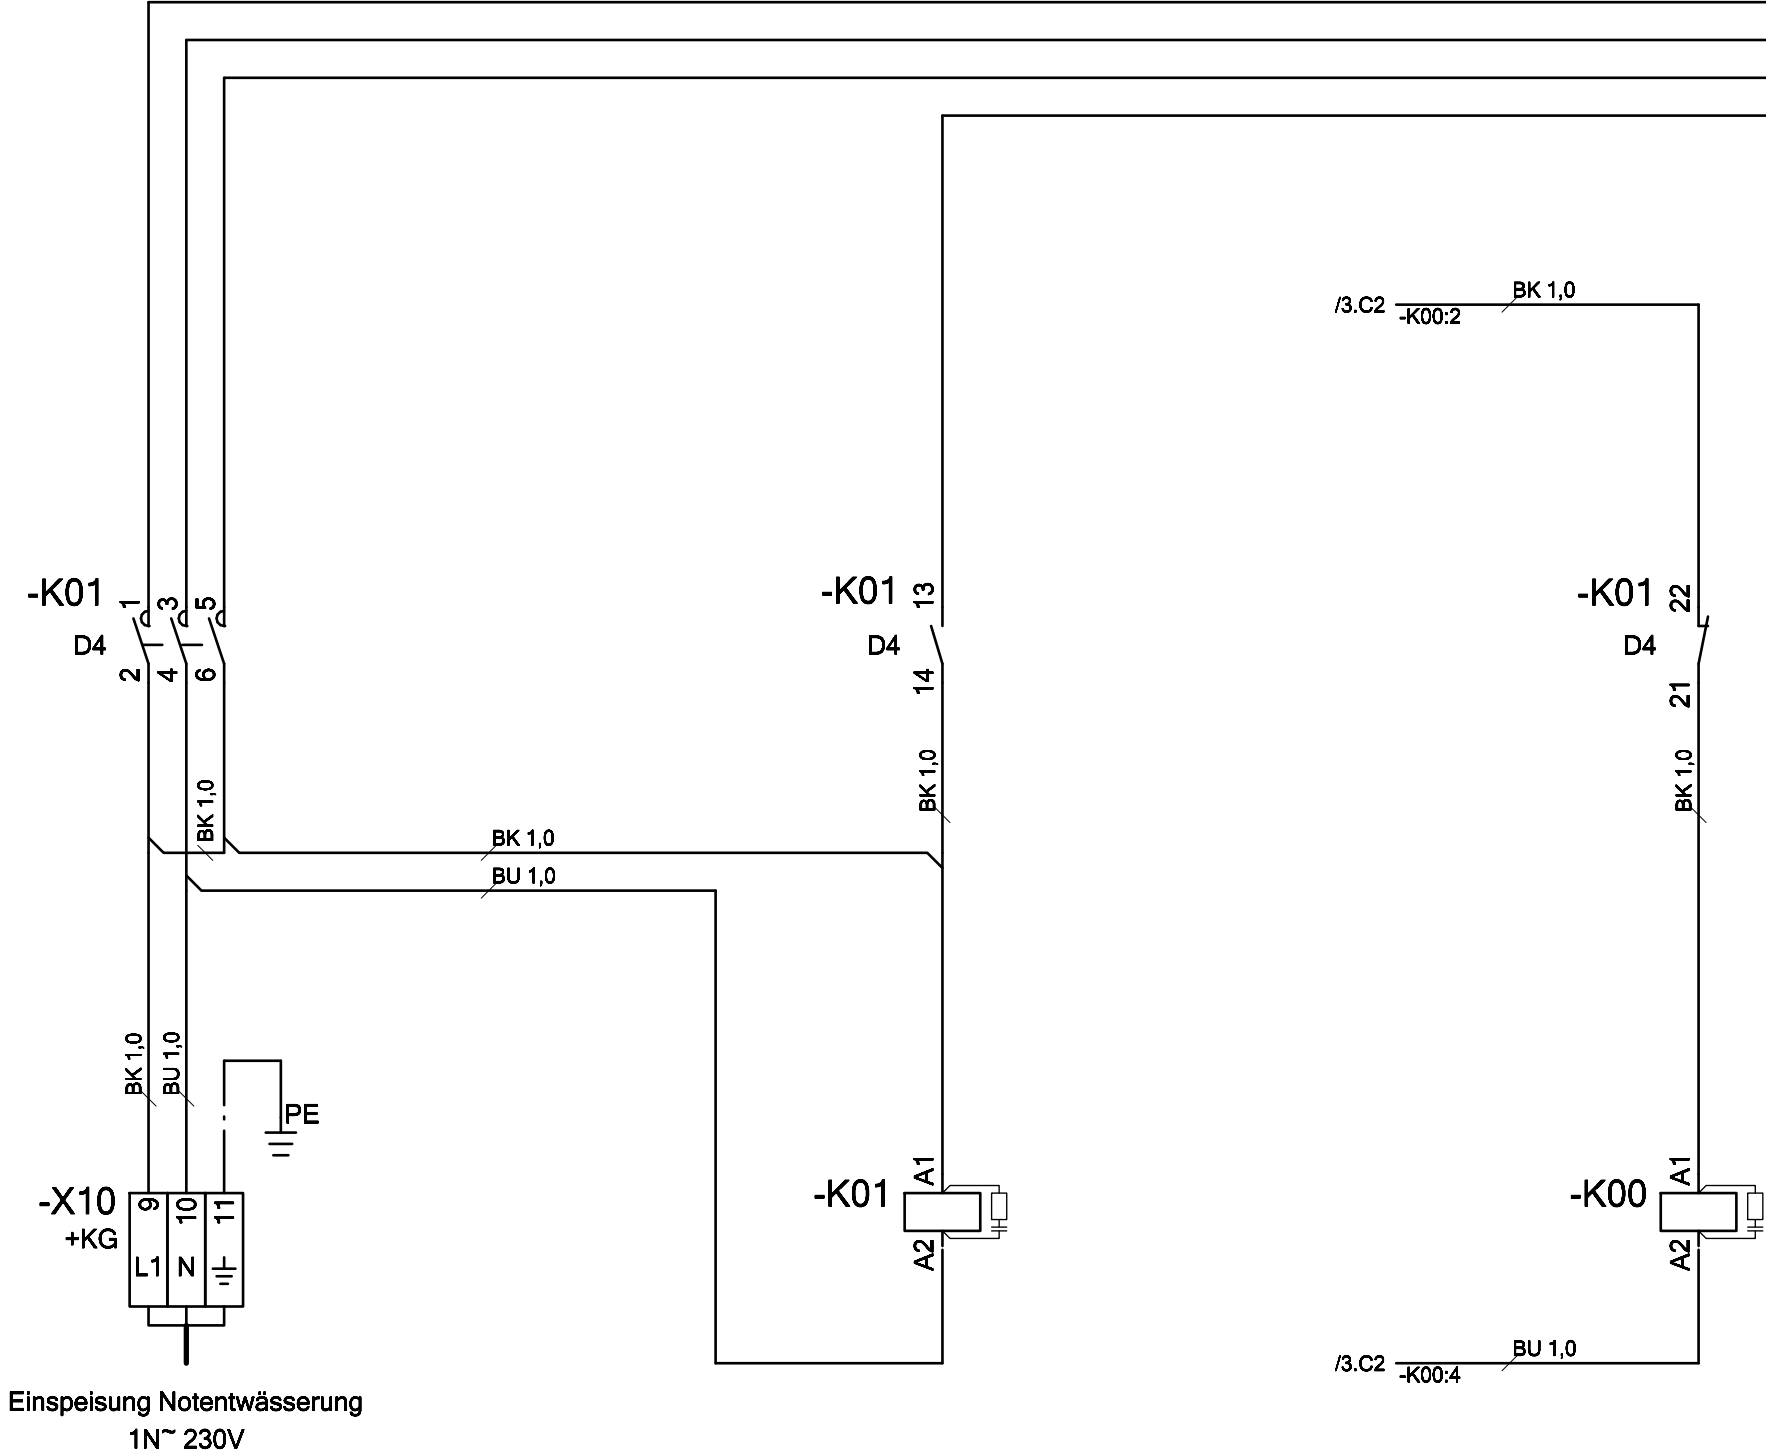 /3.C2
-K00:2
BK 1,0
-K01
1
3
5
D4
2
4
6
-K01
13
D4
14
-K01
22
D4
21
BK 1,0
BK 1,0
BK 1,0
BK 1,0
BU 1,0
BK 1,0
BU 1,0
PE
-X10
+KG
9
10
11
L1
N
-K01
A1
A2
-K00
A1
A2
/3.C2
-K00:4
BU 1,0
Einspeisung Notentwässerung
1N~ 230V